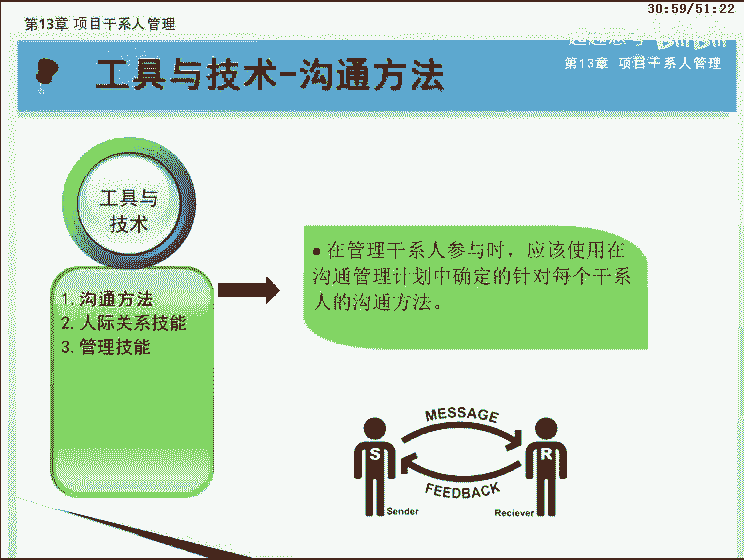 30:59/51:22
第13章 项目干系人管理
工具与技术-沟通方法
第13章 项目干系人管理
工具与
技术
● 在管理干系人参与时，应该使用在
沟通管理计划中确定的针对每个干系
人的沟通方法。
1. 沟通方法
2. 人际关系技能
3. 管理技能
MESSAGE
S
R
FEEDBACK
Sender
Reciever